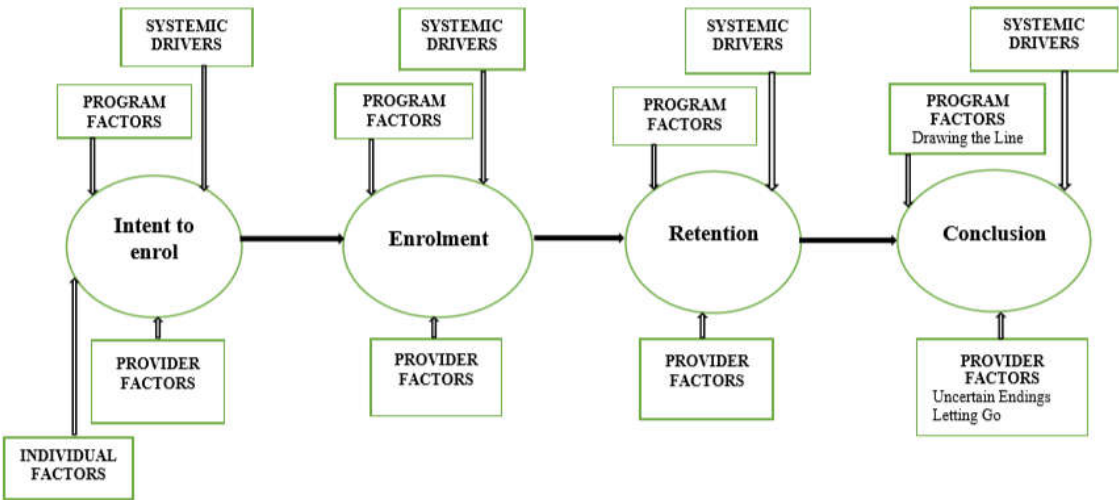 SYSTEMIC
DRIVERS
PROGRAM
FACTORS
Intent to
enrol
PROVIDER
FACTORS
INDIVIDUAL
FACTORS
SYSTEMIC
DRIVERS
PROGRAM
FACTORS
Enrolment
PROVIDER
FACTORS
SYSTEMIC
DRIVERS
PROGRAM
FACTORS
Retention
PROVIDER
FACTORS
SYSTEMIC
DRIVERS
PROGRAM
FACTORS
Drawing the Line
Conclusion
PROVIDER
FACTORS
Uncertain Endings
Letting Go